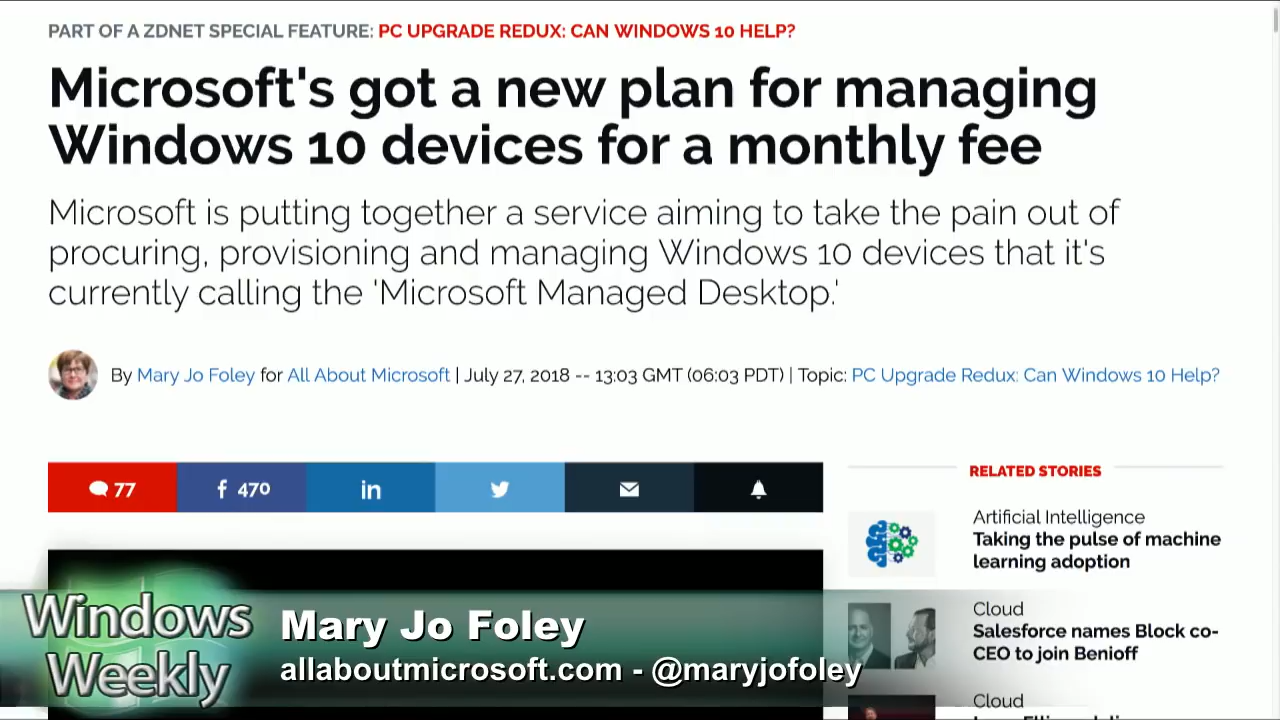 PART OF A ZDNET SPECIAL FEATURE: PC UPGRADE REDUX: CAN WINDOWS 10 HELP?
Microsoft's got a new plan for managing
Windows 10 devices for a monthly fee
Microsoft is putting together a service aiming to take the pain out of
procuring, provisioning and managing Windows 10 devices that it's
currently calling the 'Microsoft Managed Desktop.'
By Mary Jo Foley for All About Microsoft | July 27, 2018 -- 13:03 GMT (06:03 PDT) | Topic: PC Upgrade Redux: Can Windows 10 Help?
77
f 470
in
RELATED STORIES
Artificial Intelligence
Taking the pulse of machine
learning adoption
Cloud
Salesforce names Block co-
CEO to join Benioff
Cloud
Windows
Weekly
Mary Jo Foley
allaboutmicrosoft.com - @maryjofoley